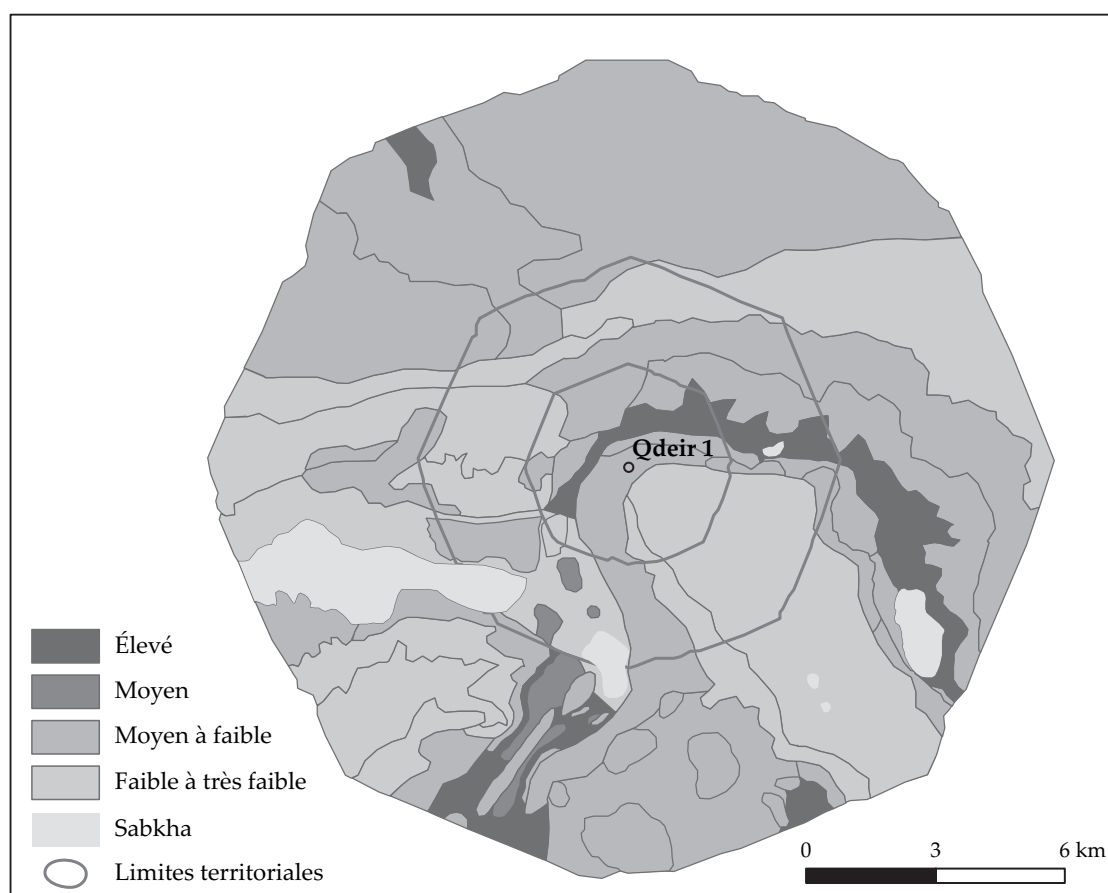 Qdeir 1
Élevé
Moyen
Moyen à faible
Faible à très faible
Sabkha
Limites territoriales
0 3 6 km